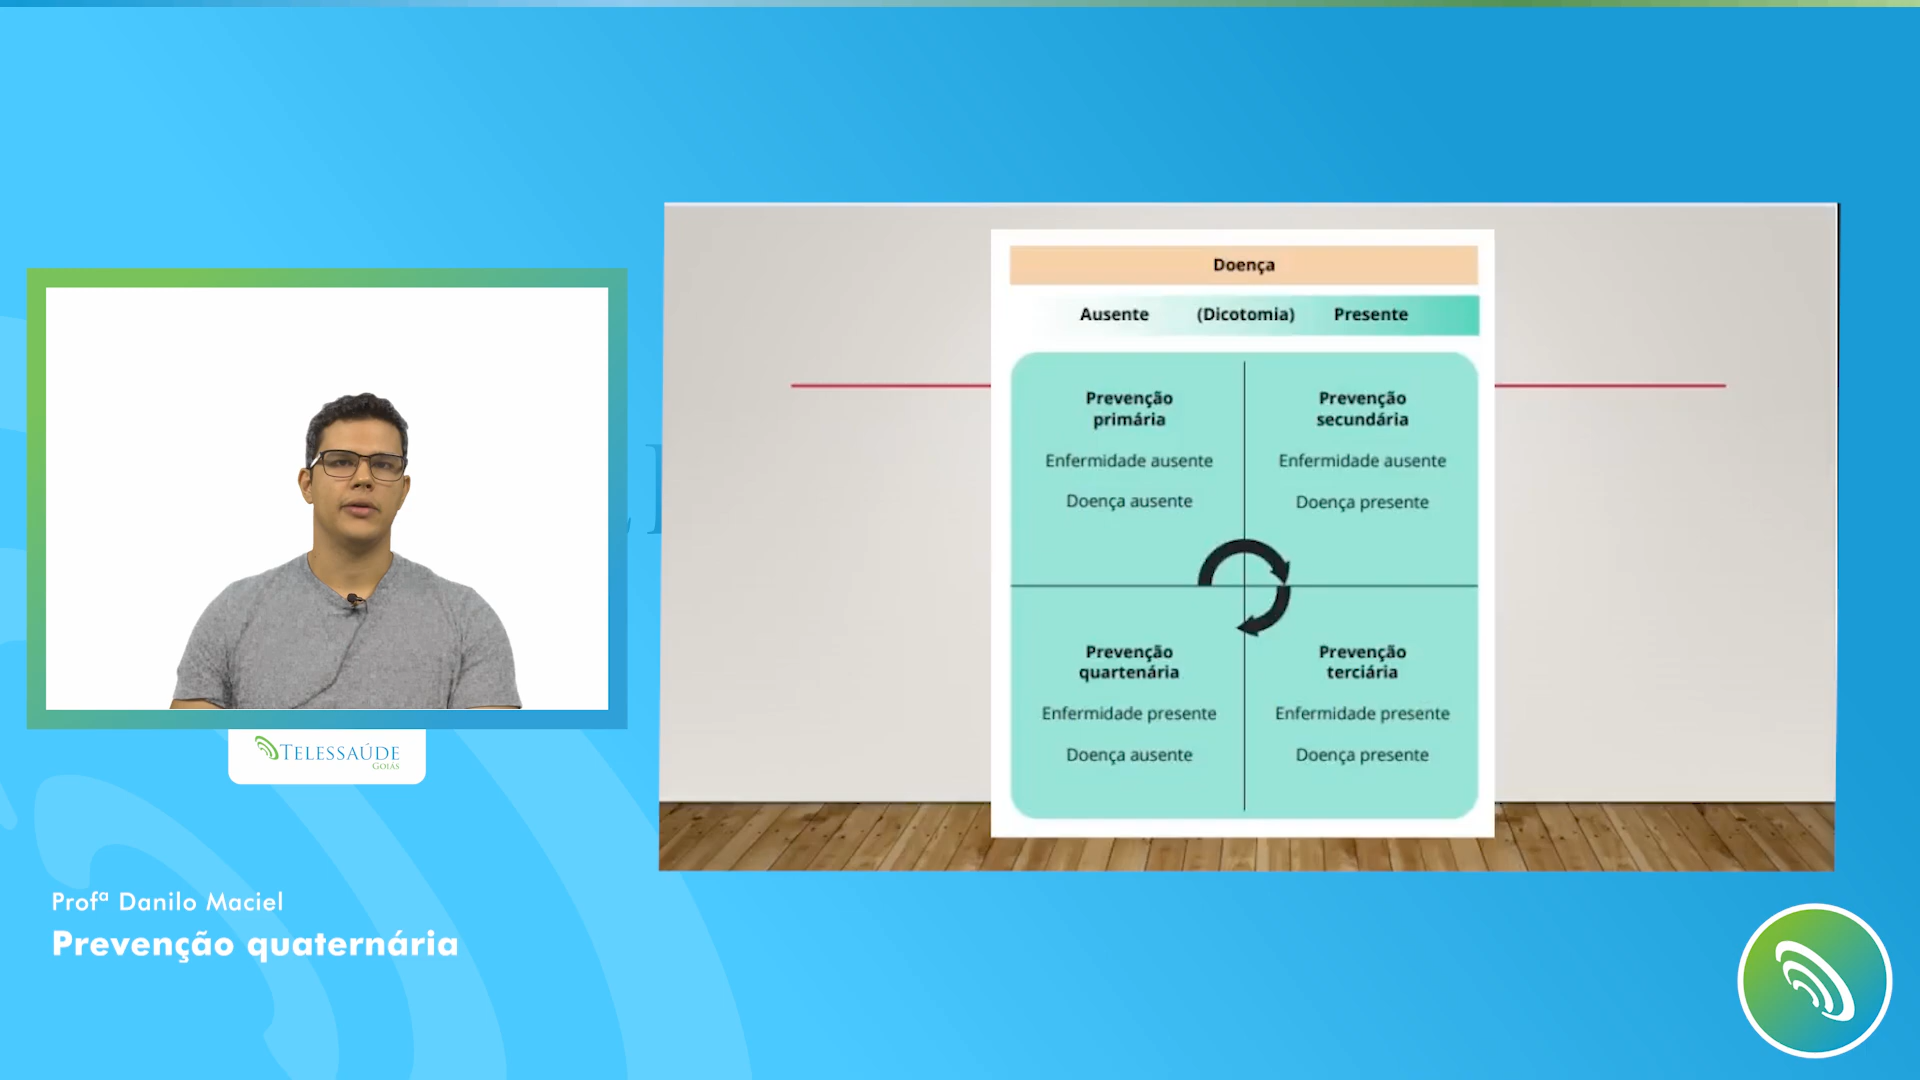 Doença
Ausente (Dicotomia) Presente
Prevenção
primária
Enfermidade ausente
Doença ausente
Prevenção
secundária
Enfermidade ausente
Doença presente
Prevenção
quartenária
Enfermidade presente
Doença ausente
Prevenção
terciária
Enfermidade presente
Doença presente
TELESSAÚDE
GOIÁS
Profª Danilo Maciel
Prevenção quaternária